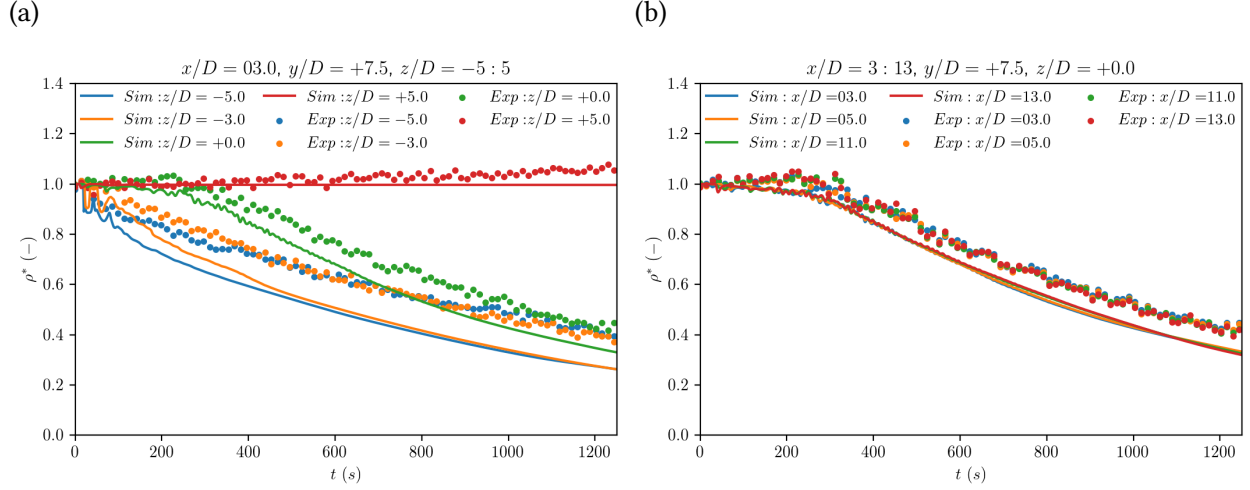 (a)
x/D = 03.0, y/D = +7.5, z/D = −5 : 5
Sim : z/D = −5.0
Sim : z/D = −3.0
Sim : z/D = +0.0
Sim : z/D = +5.0
Exp : z/D = −5.0
Exp : z/D = −3.0
Exp : z/D = +0.0
Exp : z/D = +5.0
1.4
1.2
1.0
0.8
0.6
0.4
0.2
0.0
ρ* (−)
0 200 400 600 800 1000 1200
t (s)
(b)
x/D = 3 : 13, y/D = +7.5, z/D = +0.0
Sim : x/D =03.0
Sim : x/D =05.0
Sim : x/D =11.0
Sim : x/D =13.0
Exp : x/D =03.0
Exp : x/D =05.0
Exp : x/D =11.0
Exp : x/D =13.0
1.4
1.2
1.0
0.8
0.6
0.4
0.2
0.0
ρ* (−)
0 200 400 600 800 1000 1200
t (s)